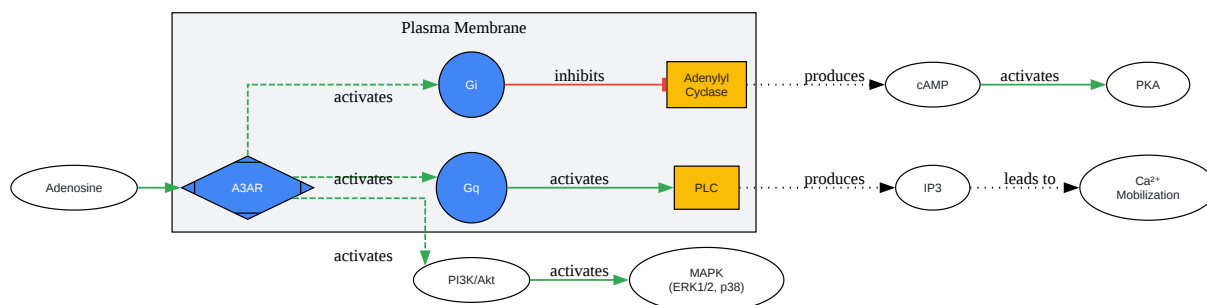 Plasma Membrane
Gi
inhibits
Adenylyl
Cyclase
produces
cAMP
activates
PKA
activates
Adenosine
A3AR
activates
Gq
activates
PLC
produces
IP3
leads to
Ca²⁺
Mobilization
activates
PI3K/Akt
activates
MAPK
(ERK1/2, p38)